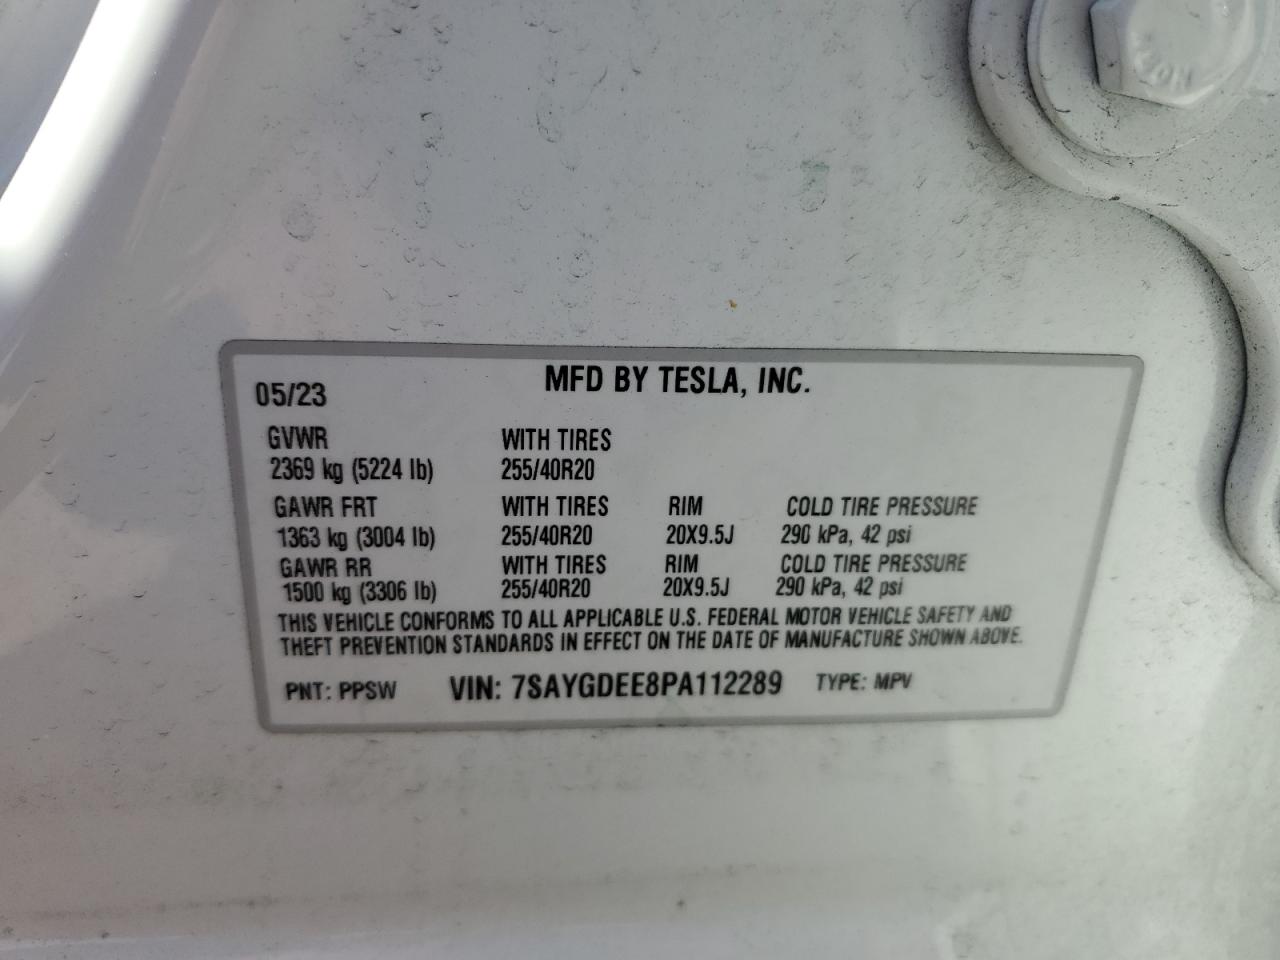 05/23 MFD BY TESLA, INC.
GVWR WITH TIRES
2369 kg (5224 lb) 255/40R20
GAWR FRT WITH TIRES RIM COLD TIRE PRESSURE
1363 kg (3004 lb) 255/40R20 20X9.5J 290 kPa, 42 psi
GAWR RR WITH TIRES RIM COLD TIRE PRESSURE
1500 kg (3306 lb) 255/40R20 20X9.5J 290 kPa, 42 psi
THIS VEHICLE CONFORMS TO ALL APPLICABLE U.S. FEDERAL MOTOR VEHICLE SAFETY AND
THEFT PREVENTION STANDARDS IN EFFECT ON THE DATE OF MANUFACTURE SHOWN ABOVE.
PNT: PPSW VIN: 7SAYGDEE8PA112289 TYPE: MPV